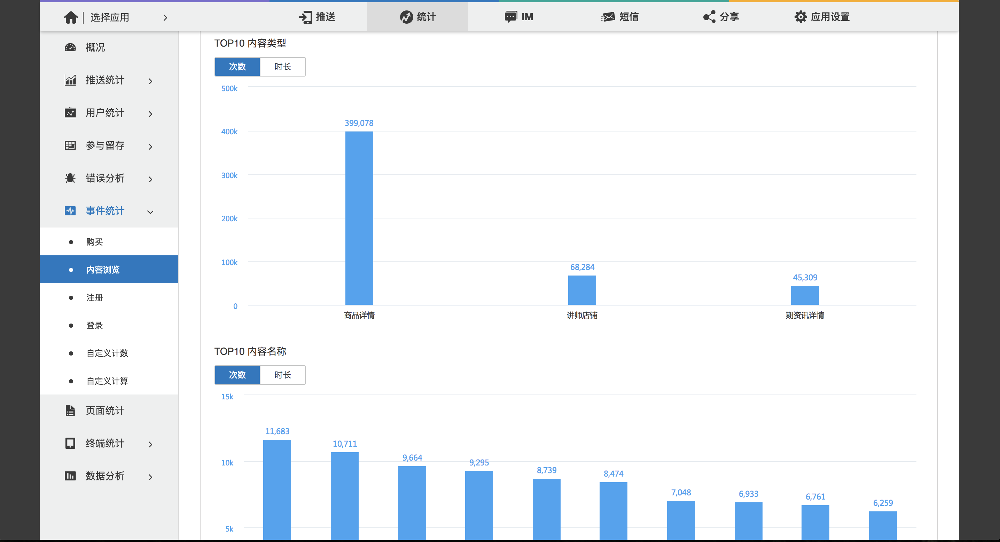 选择应用
推送
统计
IM
短信
分享
应用设置
概况
推送统计
用户统计
参与留存
错误分析
事件统计
购买
内容浏览
注册
登录
自定义计数
自定义计算
页面统计
终端统计
数据分析
TOP10 内容类型
次数 时长
500k
400k
300k
200k
100k
0
399,078
68,284
45,309
商品详情 讲师店铺 期资讯详情
TOP10 内容名称
次数 时长
15k
10k
5k
11,683
10,711
9,664
9,295
8,739
8,474
7,048
6,933
6,761
6,259